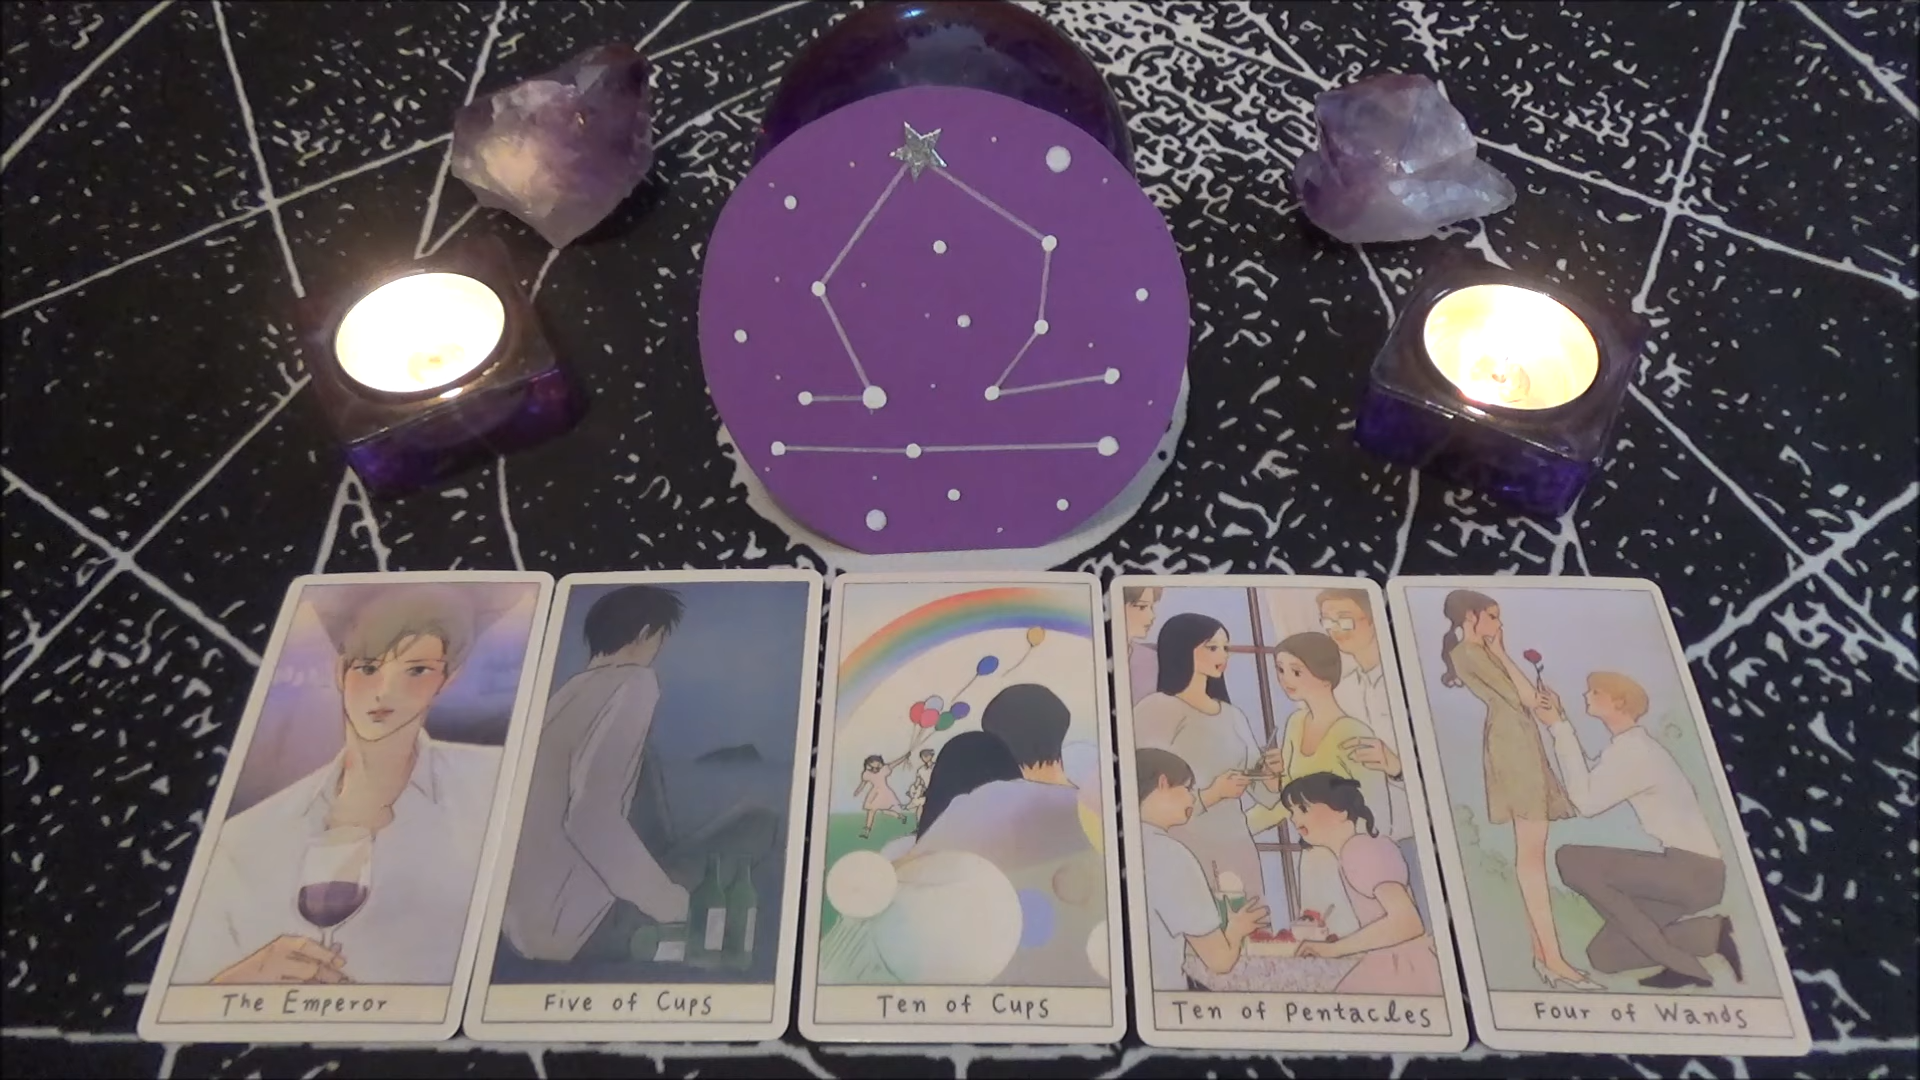 The Emperor
Five of Cups
Ten of Cups
Ten of Pentacles
Four of Wands